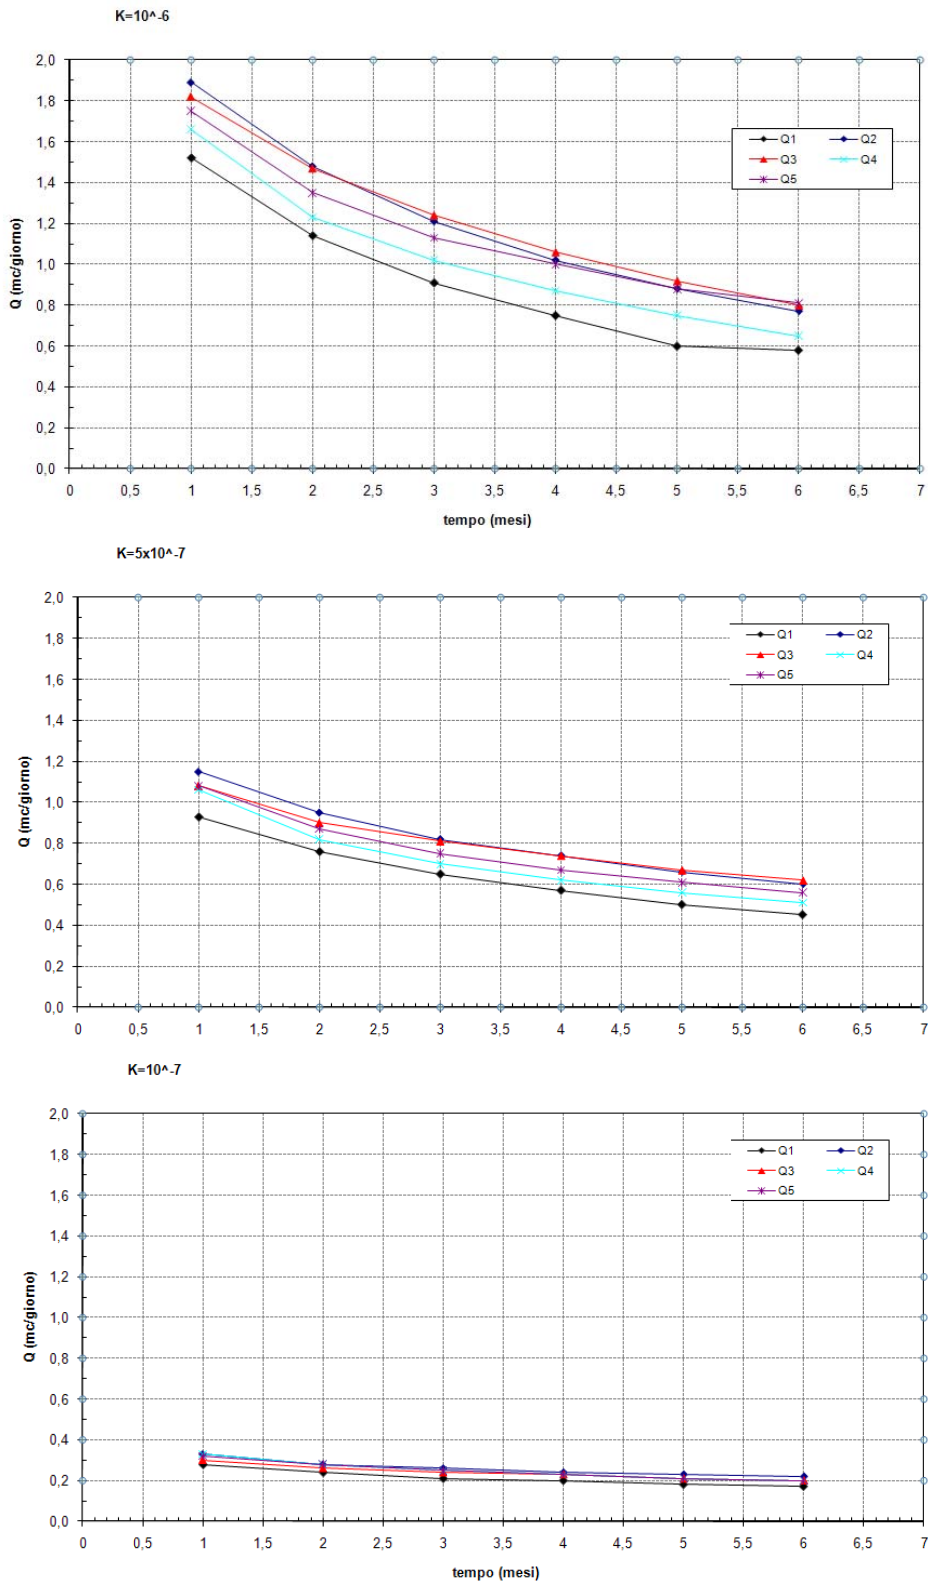 K=10^-6
2,0
1,8
1,6
1,4
1,2
1,0
0,8
0,6
0,4
0,2
0,0
Q (mc/giorno)
Q1 Q2
Q3 Q4
Q5
0 0,5 1 1,5 2 2,5 3 3,5 4 4,5 5 5,5 6 6,5 7
tempo (mesi)
K=5x10^-7
2,0
1,8
1,6
1,4
1,2
1,0
0,8
0,6
0,4
0,2
0,0
Q (mc/giorno)
Q1 Q2
Q3 Q4
Q5
0 0,5 1 1,5 2 2,5 3 3,5 4 4,5 5 5,5 6 6,5 7
tempo (mesi)
K=10^-7
2,0
1,8
1,6
1,4
1,2
1,0
0,8
0,6
0,4
0,2
0,0
Q (mc/giorno)
Q1 Q2
Q3 Q4
Q5
0 0,5 1 1,5 2 2,5 3 3,5 4 4,5 5 5,5 6 6,5 7
tempo (mesi)